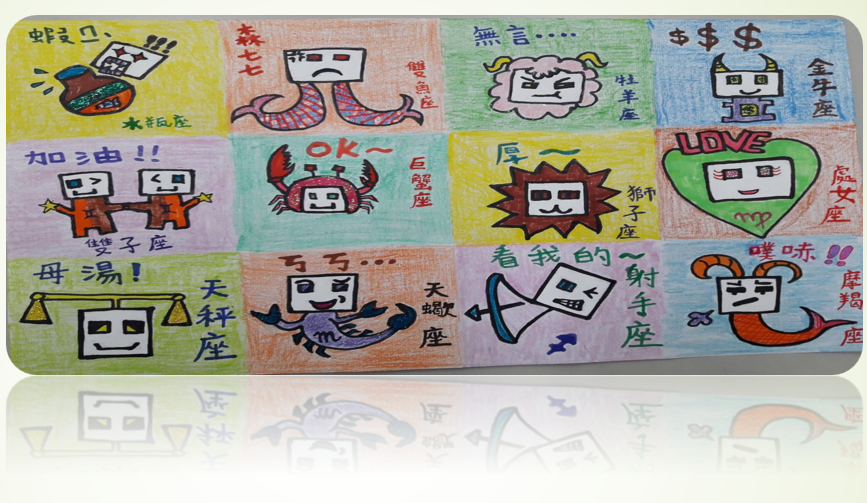 蝦 !!!
水瓶座
森七七
雙魚座
無言····
牡羊座
$$$
金牛座
加油!!
雙子座
OK~
巨蟹座
厚~
獅子座
LOVE
處女座
母湯!
天秤座
ㄎㄎ···
天蠍座
看我的~
射手座
噗哧!!
摩羯座